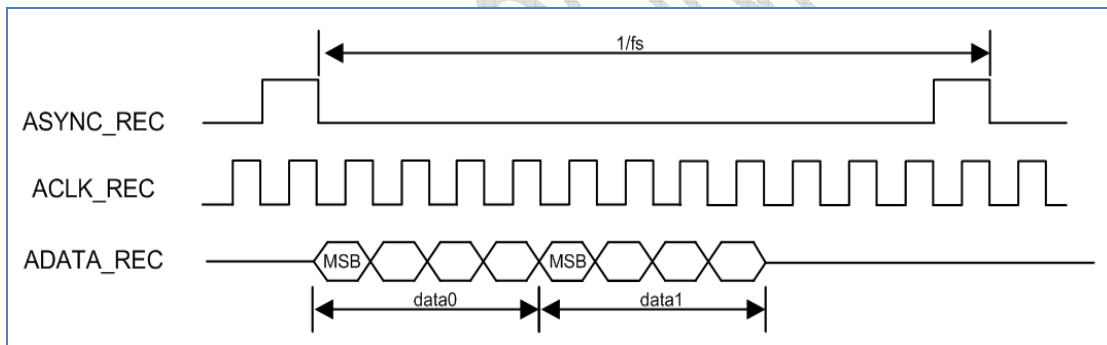 1/fs
ASYNC_REC
ACLK_REC
ADATA_REC
MSB MSB
data0 data1